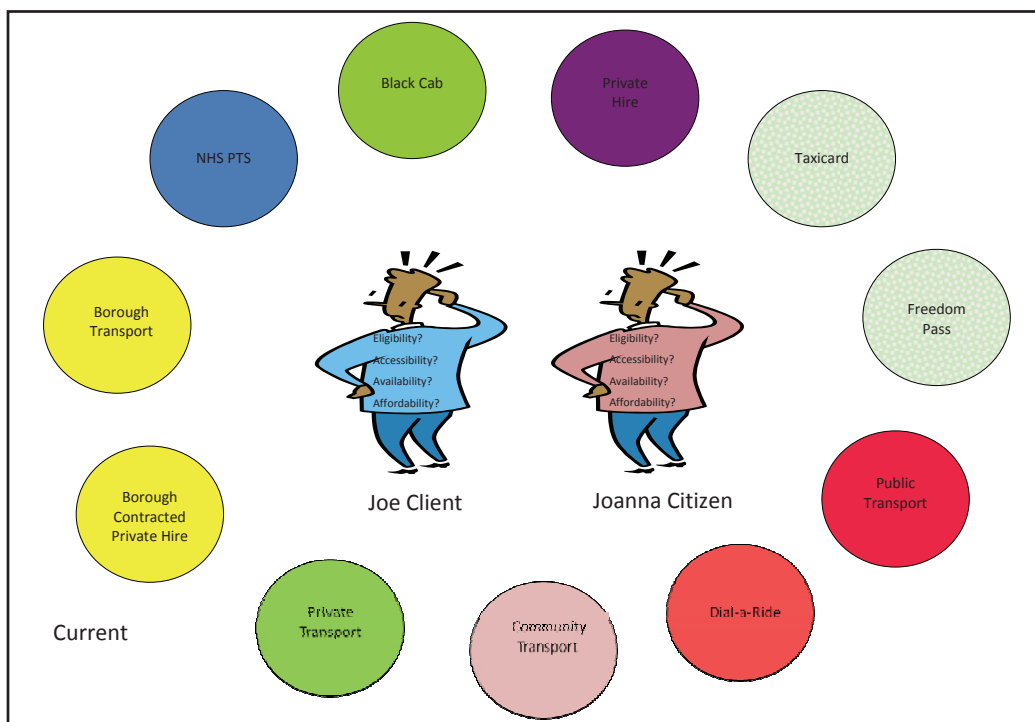 Black Cab
Private
Hire
NHS PTS
Taxicard
Borough
Transport
Freedom
Pass
Eligibility?
Accessibility?
Availability?
Affordability?
Eligibility?
Accessibility?
Availability?
Affordability?
Joe Client
Joanna Citizen
Borough
Contracted
Private Hire
Public
Transport
Private
Transport
Community
Transport
Dial-a-Ride
Current